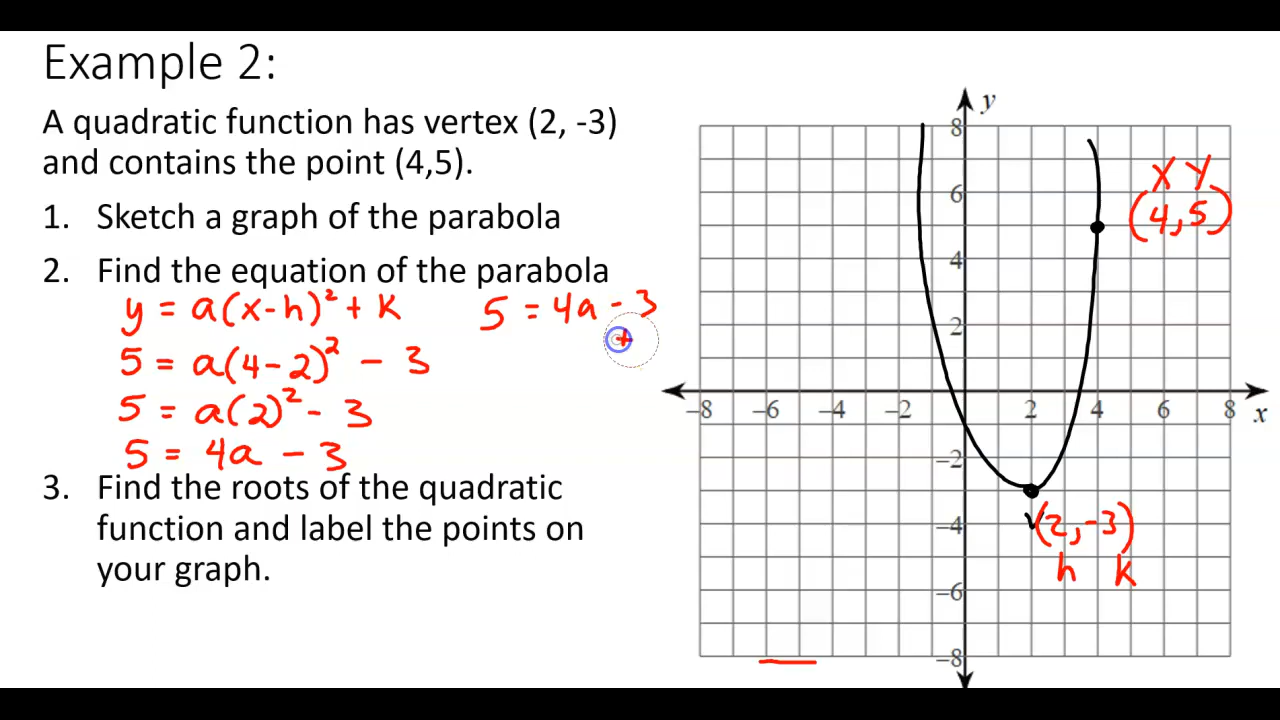 Example 2:
A quadratic function has vertex (2, -3)
and contains the point (4,5).
1. Sketch a graph of the parabola
2. Find the equation of the parabola
y = a(x-h)² + k
5 = a(4-2)² - 3
5 = a(2)² - 3
5 = 4a - 3
5 = 4a - 3
+
3. Find the roots of the quadratic
function and label the points on
your graph.
y
8
6
4
2
-8 -6 -4 -2 2 4 6 8 x
-2
-4
-6
-8
X Y
(4,5)
V(2,-3)
h k